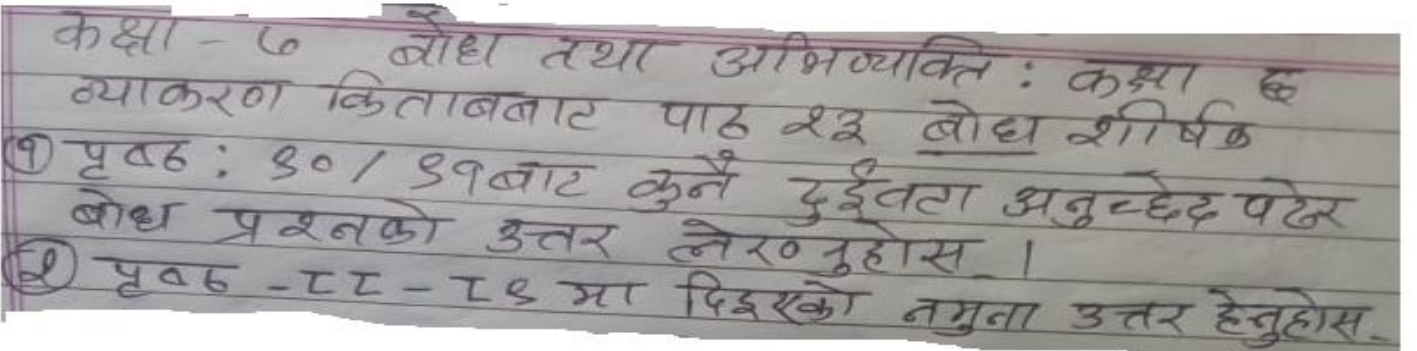 कक्षा - ७ बोध तथा अभिव्यक्ति : कक्षा ६
व्याकरण किताबबाट पाठ २३ बोध शीर्षक
(१) पृष्ठ : ९० / ९१बाट कुनै दुईवटा अनुच्छेद पढेर
बोध प्रश्नको उत्तर लेख्नुहोस ।
(२) पृष्ठ - ८८ - ८९ मा दिइएको नमुना उत्तर हेर्नुहोस